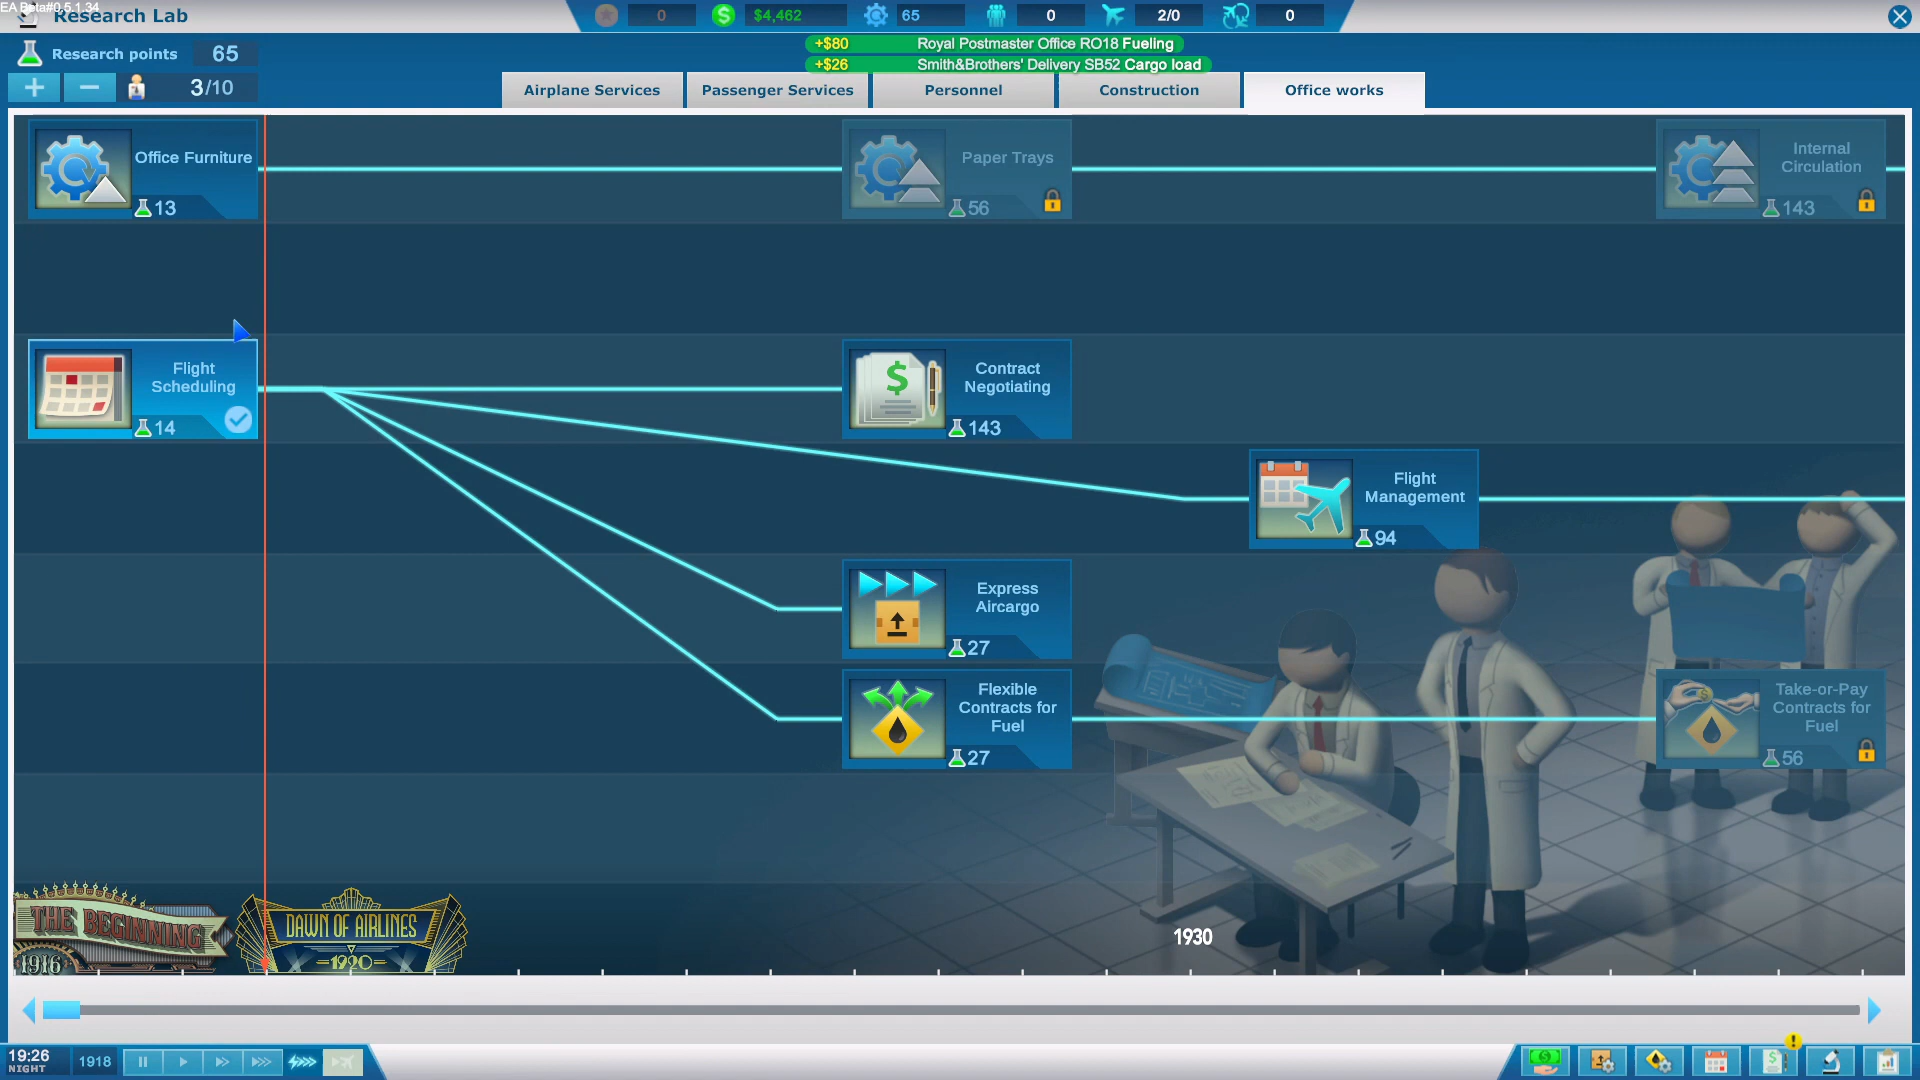 EA Beta#0.5.1.34
Research Lab
0
$4,462
65
0
2/0
0
Research points 65
+$80 Royal Postmaster Office RO18 Fueling
+$26 Smith&Brothers' Delivery SB52 Cargo load
3/10
Airplane Services
Passenger Services
Personnel
Construction
Office works
Office Furniture
13
Paper Trays
56
Internal
Circulation
143
Flight
Scheduling
14
Contract
Negotiating
143
Flight
Management
94
Express
Aircargo
27
Flexible
Contracts for
Fuel
27
Take-or-Pay
Contracts for
Fuel
56
THE BEGINNING
1916
DAWN OF AIRLINES
1920
1930
19:26
NIGHT
1918